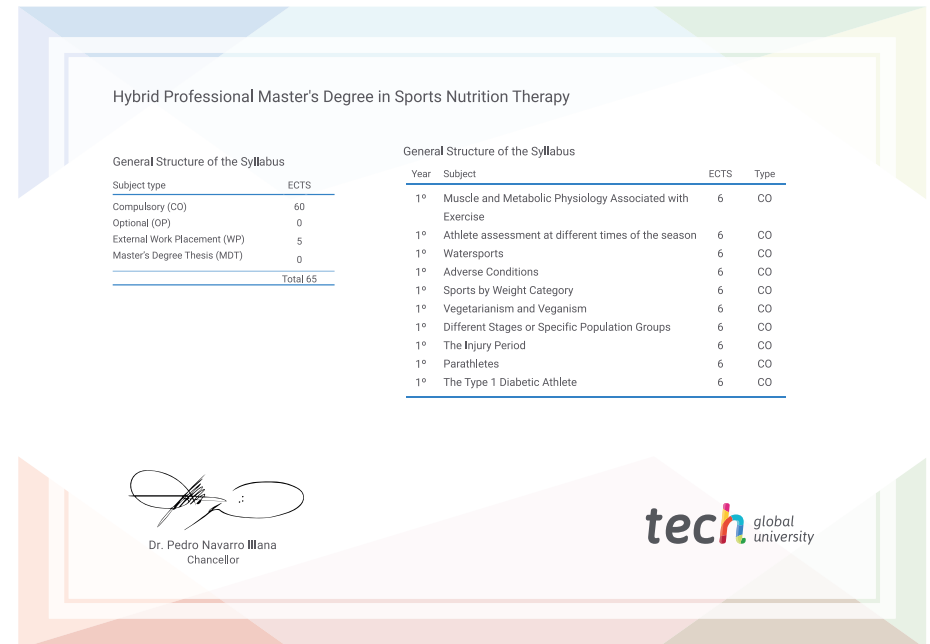 Hybrid Professional Master's Degree in Sports Nutrition Therapy
General Structure of the Syllabus
Subject type ECTS
Compulsory (CO) 60
Optional (OP) 0
External Work Placement (WP) 5
Master's Degree Thesis (MDT) 0
Total 65
General Structure of the Syllabus
Year Subject ECTS Type
1º Muscle and Metabolic Physiology Associated with 6 CO
Exercise
1º Athlete assessment at different times of the season 6 CO
1º Watersports 6 CO
1º Adverse Conditions 6 CO
1º Sports by Weight Category 6 CO
1º Vegetarianism and Veganism 6 CO
1º Different Stages or Specific Population Groups 6 CO
1º The Injury Period 6 CO
1º Parathletes 6 CO
1º The Type 1 Diabetic Athlete 6 CO
Dr. Pedro Navarro Illana
Chancellor
tech global
university